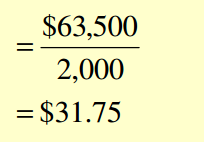 = $63,500
2,000
= $31.75